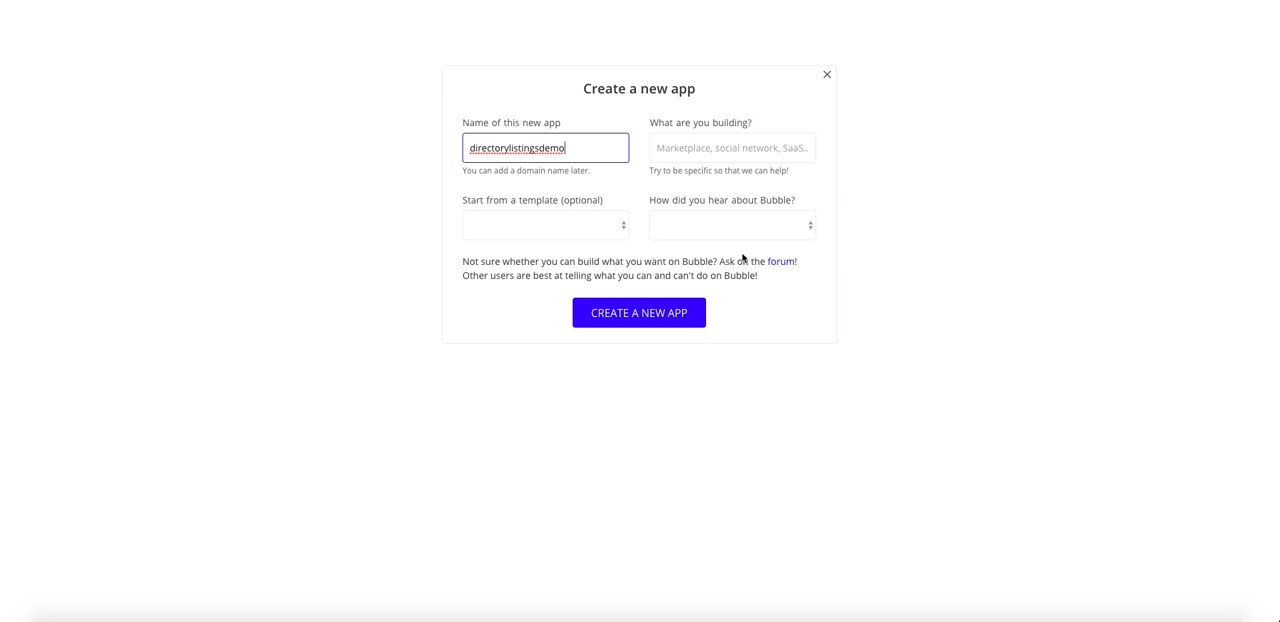 Create a new app
Name of this new app
What are you building?
directorylistingsdemo
Marketplace, social network, SaaS..
You can add a domain name later.
Try to be specific so that we can help!
Start from a template (optional)
How did you hear about Bubble?
Not sure whether you can build what you want on Bubble? Ask on the forum!
Other users are best at telling what you can and can't do on Bubble!
CREATE A NEW APP